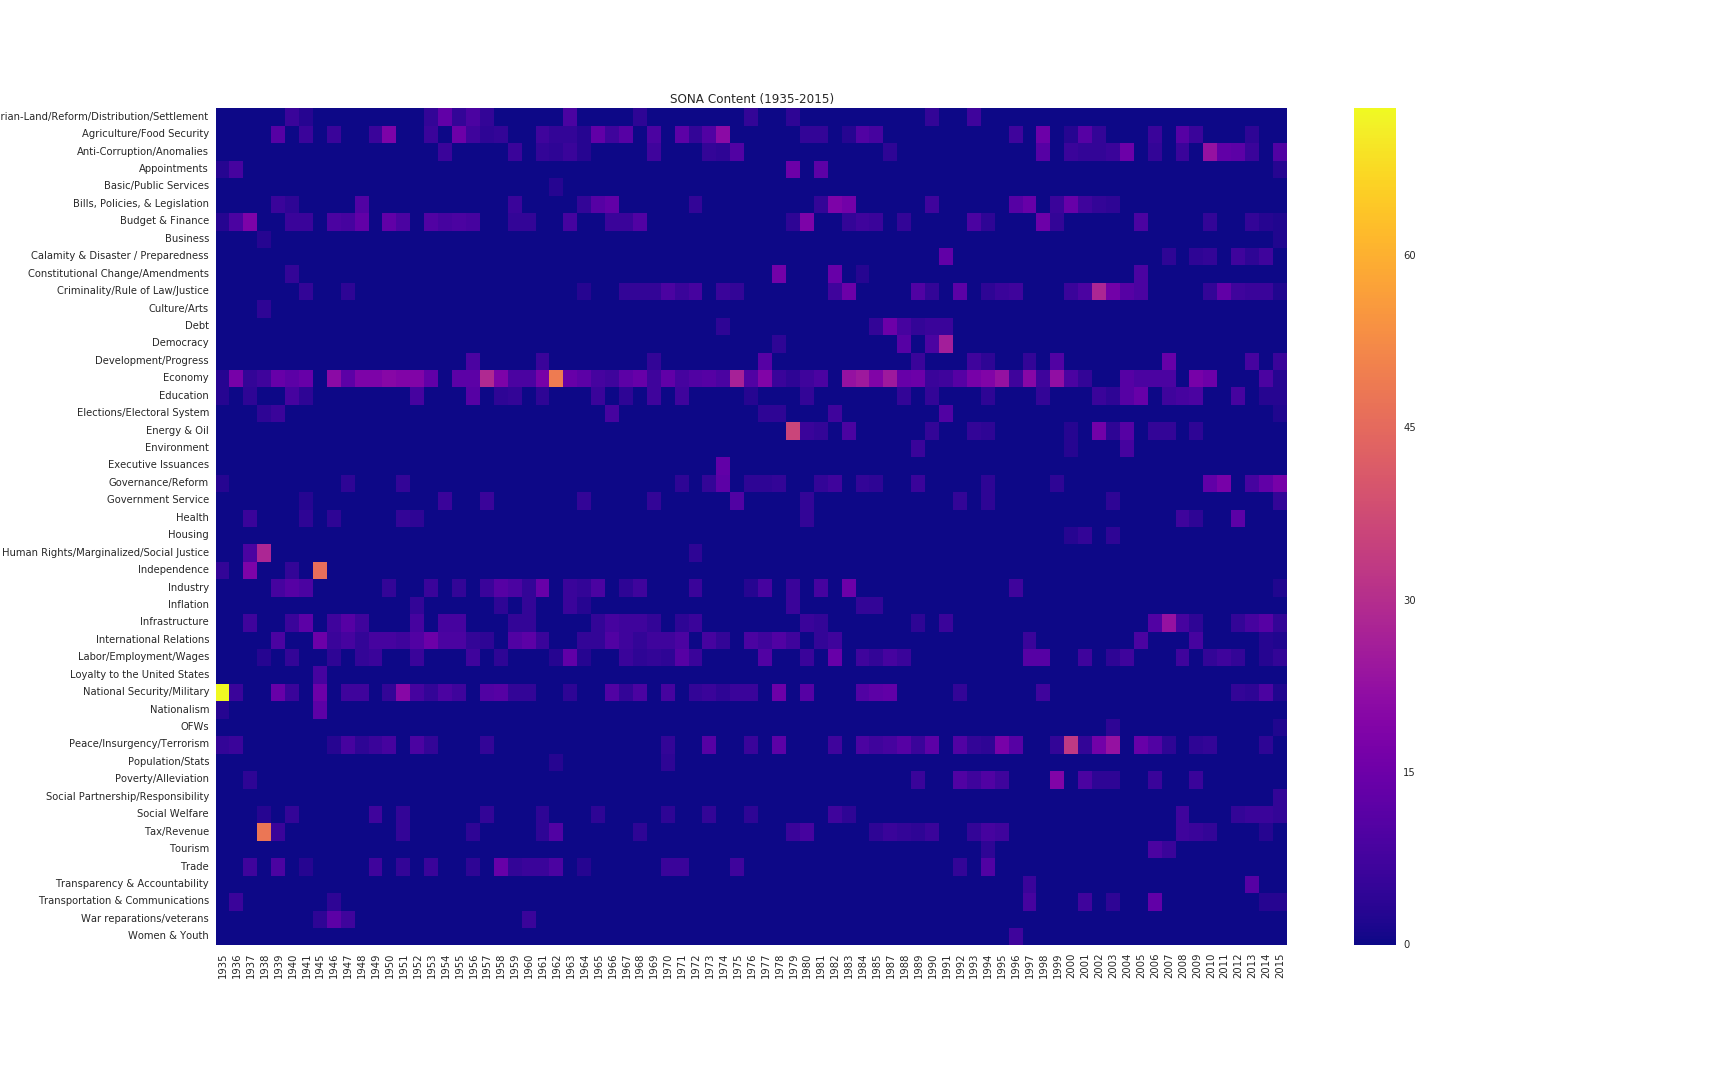 SONA Content (1935-2015)
rian-Land/Reform/Distribution/Settlement
Agriculture/Food Security
Anti-Corruption/Anomalies
Appointments
Basic/Public Services
Bills, Policies, & Legislation
Budget & Finance
Business
Calamity & Disaster / Preparedness
Constitutional Change/Amendments
Criminality/Rule of Law/Justice
Culture/Arts
Debt
Democracy
Development/Progress
Economy
Education
Elections/Electoral System
Energy & Oil
Environment
Executive Issuances
Governance/Reform
Government Service
Health
Housing
Human Rights/Marginalized/Social Justice
Independence
Industry
Inflation
Infrastructure
International Relations
Labor/Employment/Wages
Loyalty to the United States
National Security/Military
Nationalism
OFWs
Peace/Insurgency/Terrorism
Population/Stats
Poverty/Alleviation
Social Partnership/Responsibility
Social Welfare
Tax/Revenue
Tourism
Trade
Transparency & Accountability
Transportation & Communications
War reparations/veterans
Women & Youth
1935
1936
1937
1938
1939
1940
1941
1945
1946
1947
1948
1949
1950
1951
1952
1953
1954
1955
1956
1957
1958
1959
1960
1961
1962
1963
1964
1965
1966
1967
1968
1969
1970
1971
1972
1973
1974
1975
1976
1977
1978
1979
1980
1981
1982
1983
1984
1985
1987
1988
1989
1990
1991
1992
1993
1994
1995
1996
1997
1998
1999
2000
2001
2002
2003
2004
2005
2006
2007
2008
2009
2010
2011
2012
2013
2014
2015
60
45
30
15
0